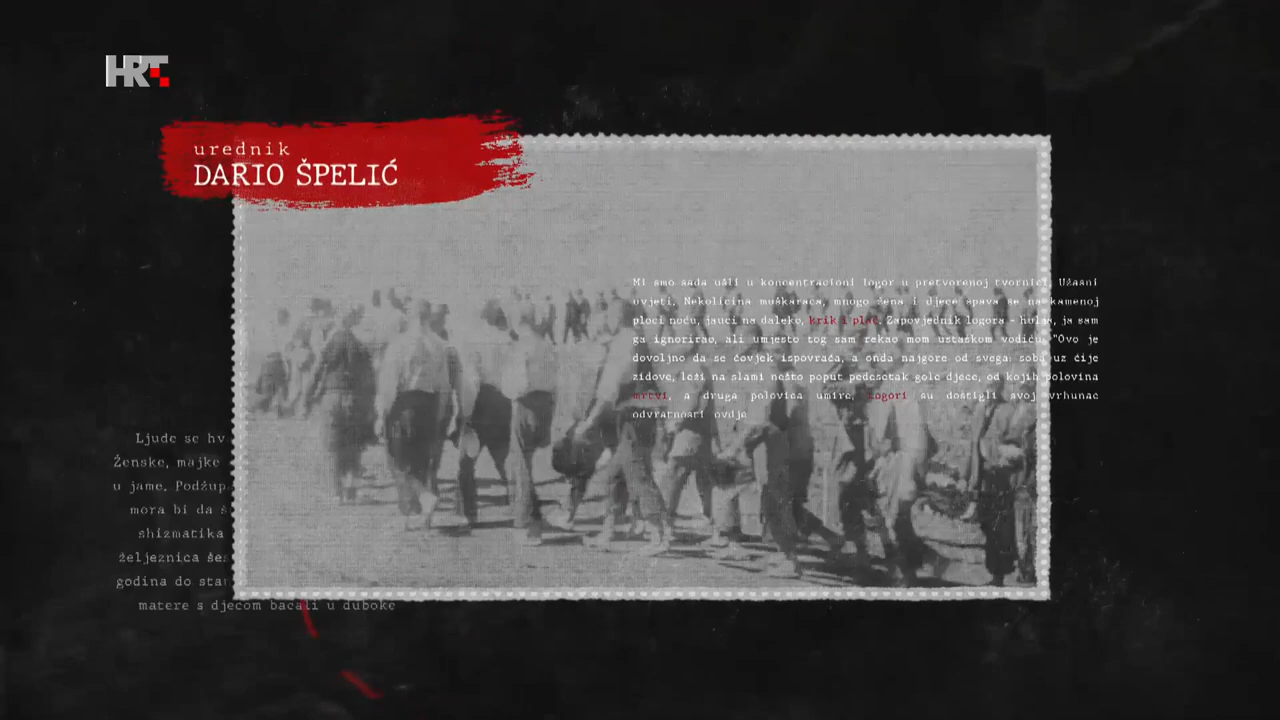 HRT
urednik
DARIO ŠPELIĆ
Mi smo sada ušli u koncentracioni logor u pretvorenoj tvornici. Užasni
uvjeti. Nekolicina muškaraca, mnogo žena i djece spava se na kamenoj
ploči noću, jauci na daleko, krik i plač. Zapovjednik logora - hulja, ja sam
ga ignorirao, ali umjesto tog sam rekao mom ustaškom vodiču: "Ovo je
dovoljno da se čovjek ispovraća, a onda najgore od svega: soba uz čije
zidove, leži na slami nešto poput pedesetak gole djece, od kojih polovina
mrtvi, a druga polovica umire. Logori su dostigli svoj vrhunac
odvratnosti ovdje
Ljude se hv
Ženske, majke
u jame. Podžup
mora bi da š
shizmatika
željeznica še
godina do star
matere s djecom bacali u duboke